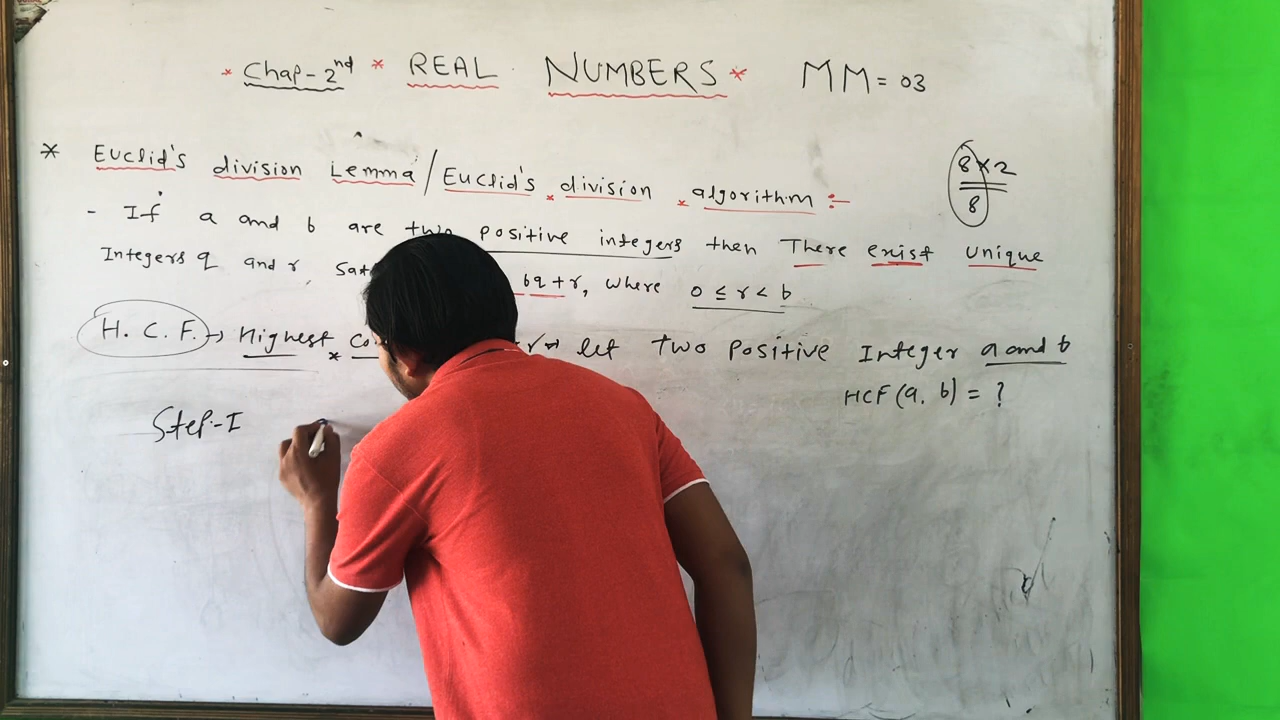 * Chap-2nd * REAL NUMBERS * MM = 03
* Euclid's division Lemma / Euclid's division algorithm :-
8 × 2
8
- If a and b are two positive integers then There exist unique
Integers q and r bq + r, where 0 ≤ r < b
H. C. F. → Highest let two Positive Integer a and b
HCF (a, b) = ?
Step-I